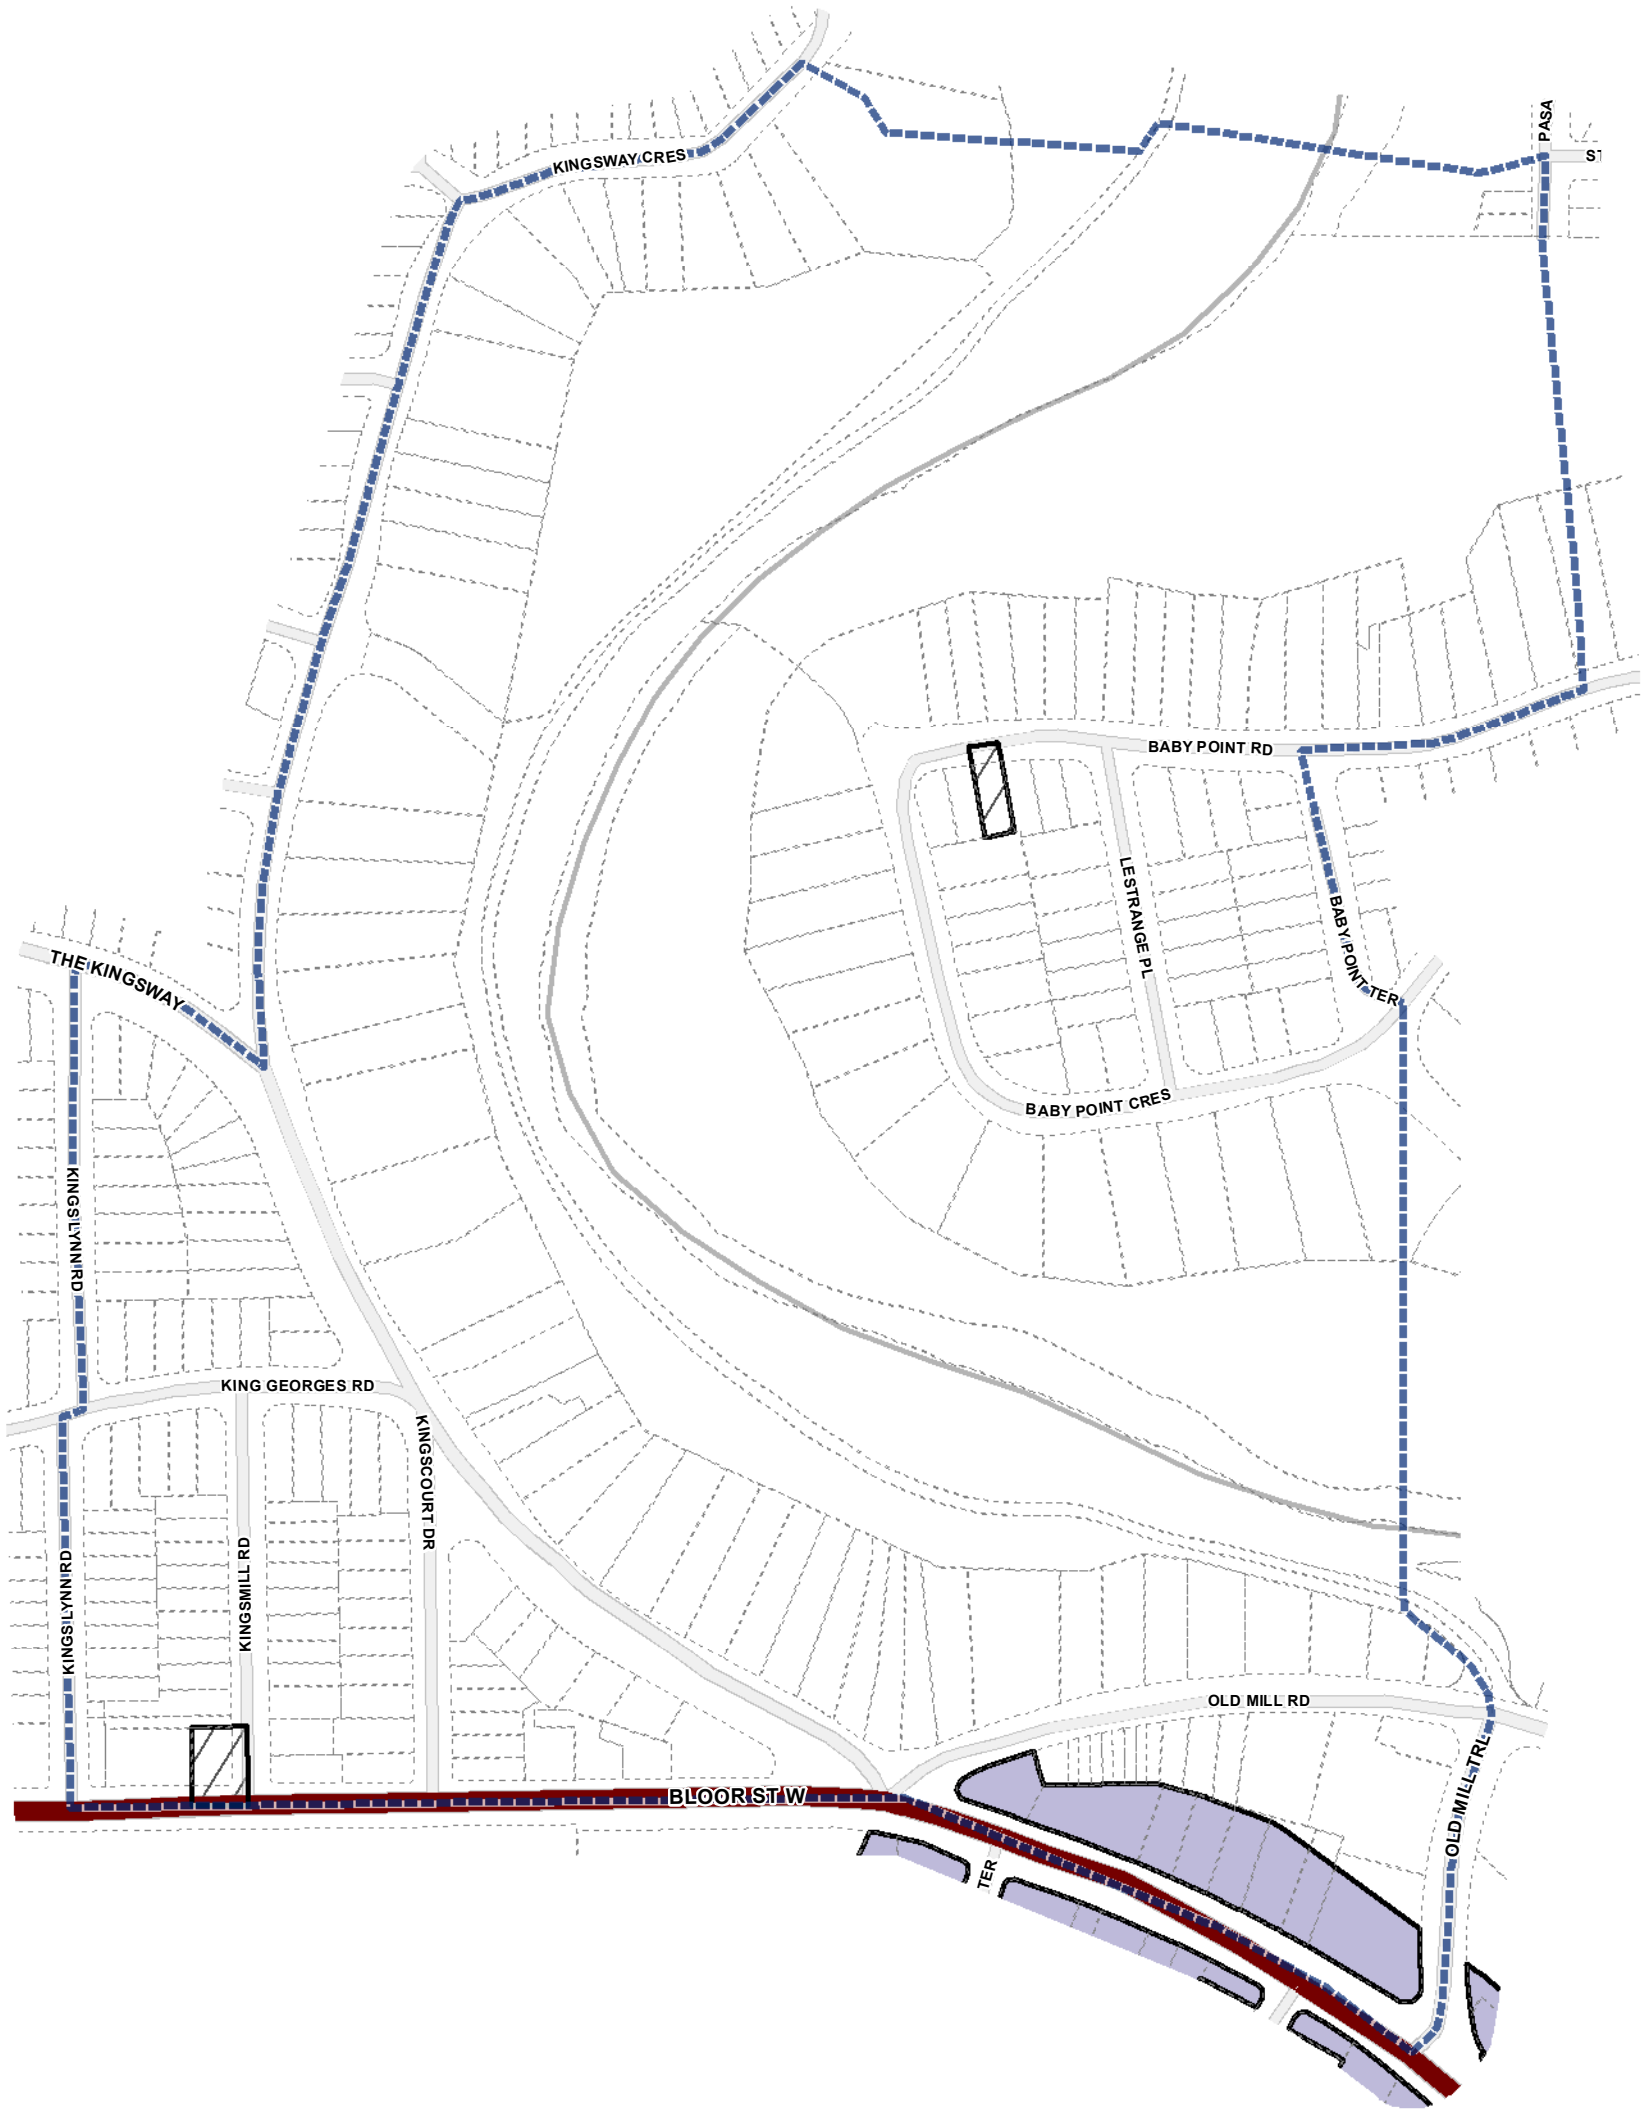 PASA
ST
KINGSWAY CRES
BABY POINT RD
LESTRANGE PL
BABY POINT TER
THE KINGSWAY
BABY POINT CRES
KINGSLYNN RD
KING GEORGES RD
KINGSCOURT DR
KINGSMILL RD
KINGSLYNN RD
OLD MILL RD
OLD MILL TRL
BLOOR ST W
TER